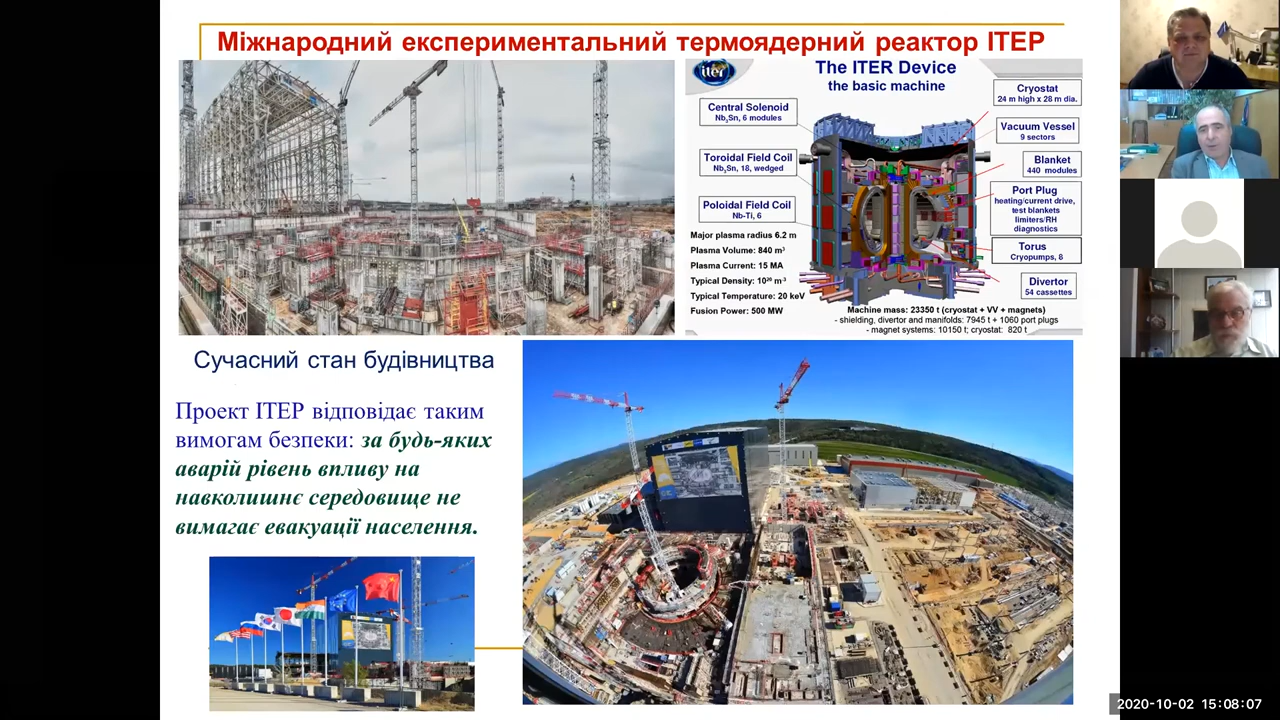 Міжнародний експериментальний термоядерний реактор ІТЕР
iter
The ITER Device
the basic machine
Central Solenoid
Nb₃Sn, 6 modules
Toroidal Field Coil
Nb₃Sn, 18, wedged
Poloidal Field Coil
Nb-Ti, 6
Major plasma radius 6.2 m
Plasma Volume: 840 m³
Plasma Current: 15 MA
Typical Density: 10²⁰ m⁻³
Typical Temperature: 20 keV
Fusion Power: 500 MW
Cryostat
24 m high x 28 m dia.
Vacuum Vessel
9 sectors
Blanket
440 modules
Port Plug
heating/current drive,
test blankets
limiters/RH
diagnostics
Torus
Cryopumps, 8
Divertor
54 cassettes
Machine mass: 23350 t (cryostat + VV + magnets)
- shielding, divertor and manifolds: 7945 t + 1060 port plugs
- magnet systems: 10150 t; cryostat: 820 t
Сучасний стан будівництва
Проект ІТЕР відповідає таким
вимогам безпеки: за будь-яких
аварій рівень впливу на
навколишнє середовище не
вимагає евакуації населення.
2020-10-02 15:08:07